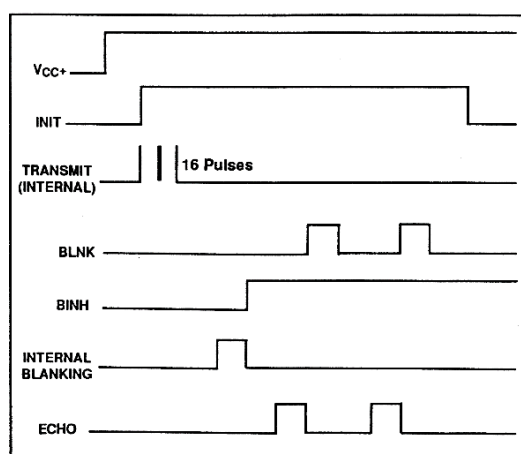 VCC+
INIT
TRANSMIT
(INTERNAL)
16 Pulses
BLNK
BINH
INTERNAL
BLANKING
ECHO